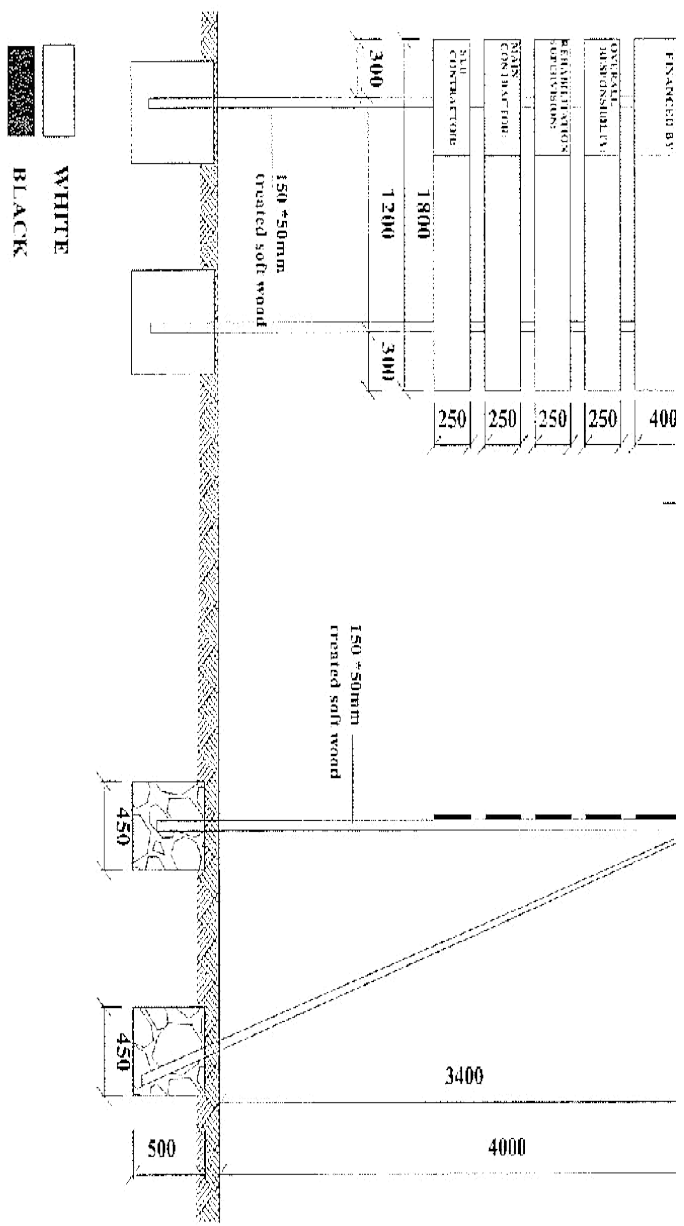 FINANCED BY:
OVERALL
RESPONSIBILITY:
REHABILITATION
SUPERVISION:
MAIN
CONTRACTOR:
SUB
CONTRACTOR:
400
250
250
250
250
300
1200
300
1800
150 *50mm
treated soft wood
150 *50mm
treated soft wood
3400
4000
500
450
450
WHITE
BLACK